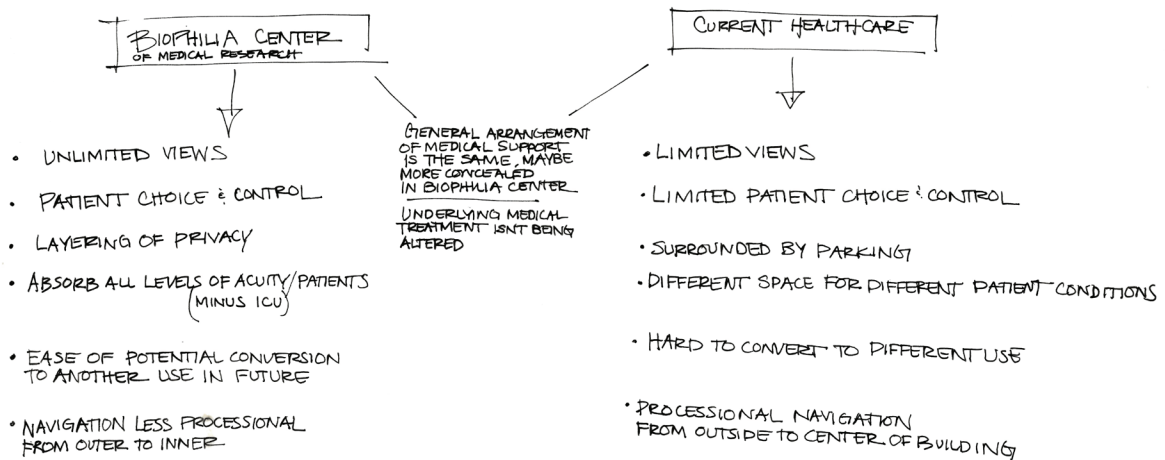 BIOPHILIA CENTER
OF MEDICAL RESEARCH
• UNLIMITED VIEWS
• PATIENT CHOICE & CONTROL
• LAYERING OF PRIVACY
• ABSORB ALL LEVELS OF ACUITY/PATIENTS
(MINUS ICU)
• EASE OF POTENTIAL CONVERSION
TO ANOTHER USE IN FUTURE
• NAVIGATION LESS PROCESSIONAL
FROM OUTER TO INNER
GENERAL ARRANGEMENT
OF MEDICAL SUPPORT
IS THE SAME, MAYBE
MORE CONCEALED
IN BIOPHILIA CENTER
UNDERLYING MEDICAL
TREATMENT ISNT BEING
ALTERED
CURRENT HEALTHCARE
• LIMITED VIEWS
• LIMITED PATIENT CHOICE & CONTROL
• SURROUNDED BY PARKING
• DIFFERENT SPACE FOR DIFFERENT PATIENT CONDITIONS
• HARD TO CONVERT TO DIFFERENT USE
• PROCESSIONAL NAVIGATION
FROM OUTSIDE TO CENTER OF BUILDING